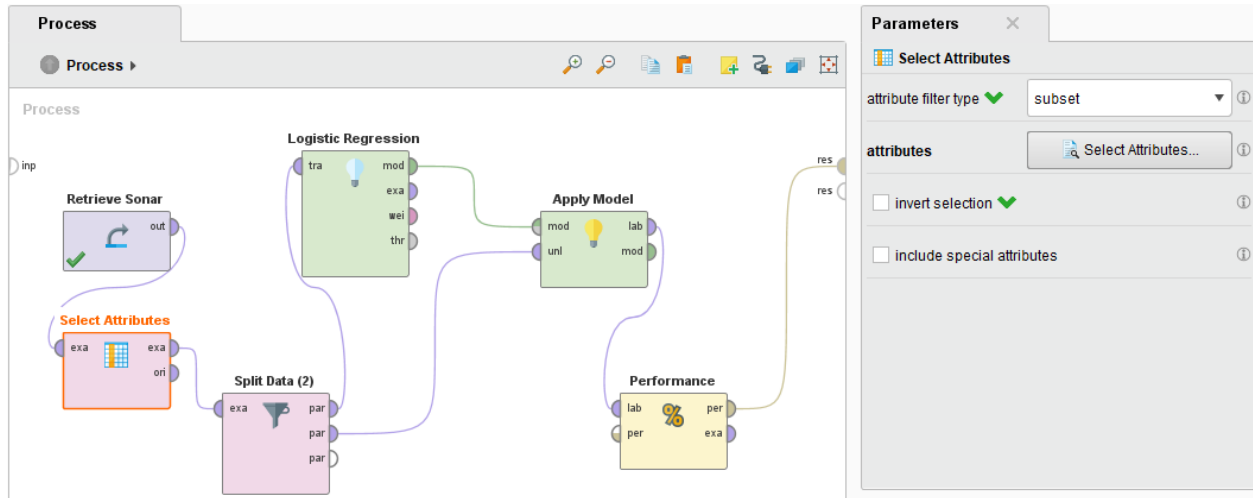 Process
Process
Process
inp
res
res
Logistic Regression
tra
mod
exa
wei
thr
Retrieve Sonar
out
Apply Model
mod
lab
unl
mod
Select Attributes
exa
exa
ori
Split Data (2)
exa
par
par
par
Performance
lab
per
%
per
exa
Parameters
Select Attributes
attribute filter type
subset
attributes
Select Attributes...
invert selection
include special attributes